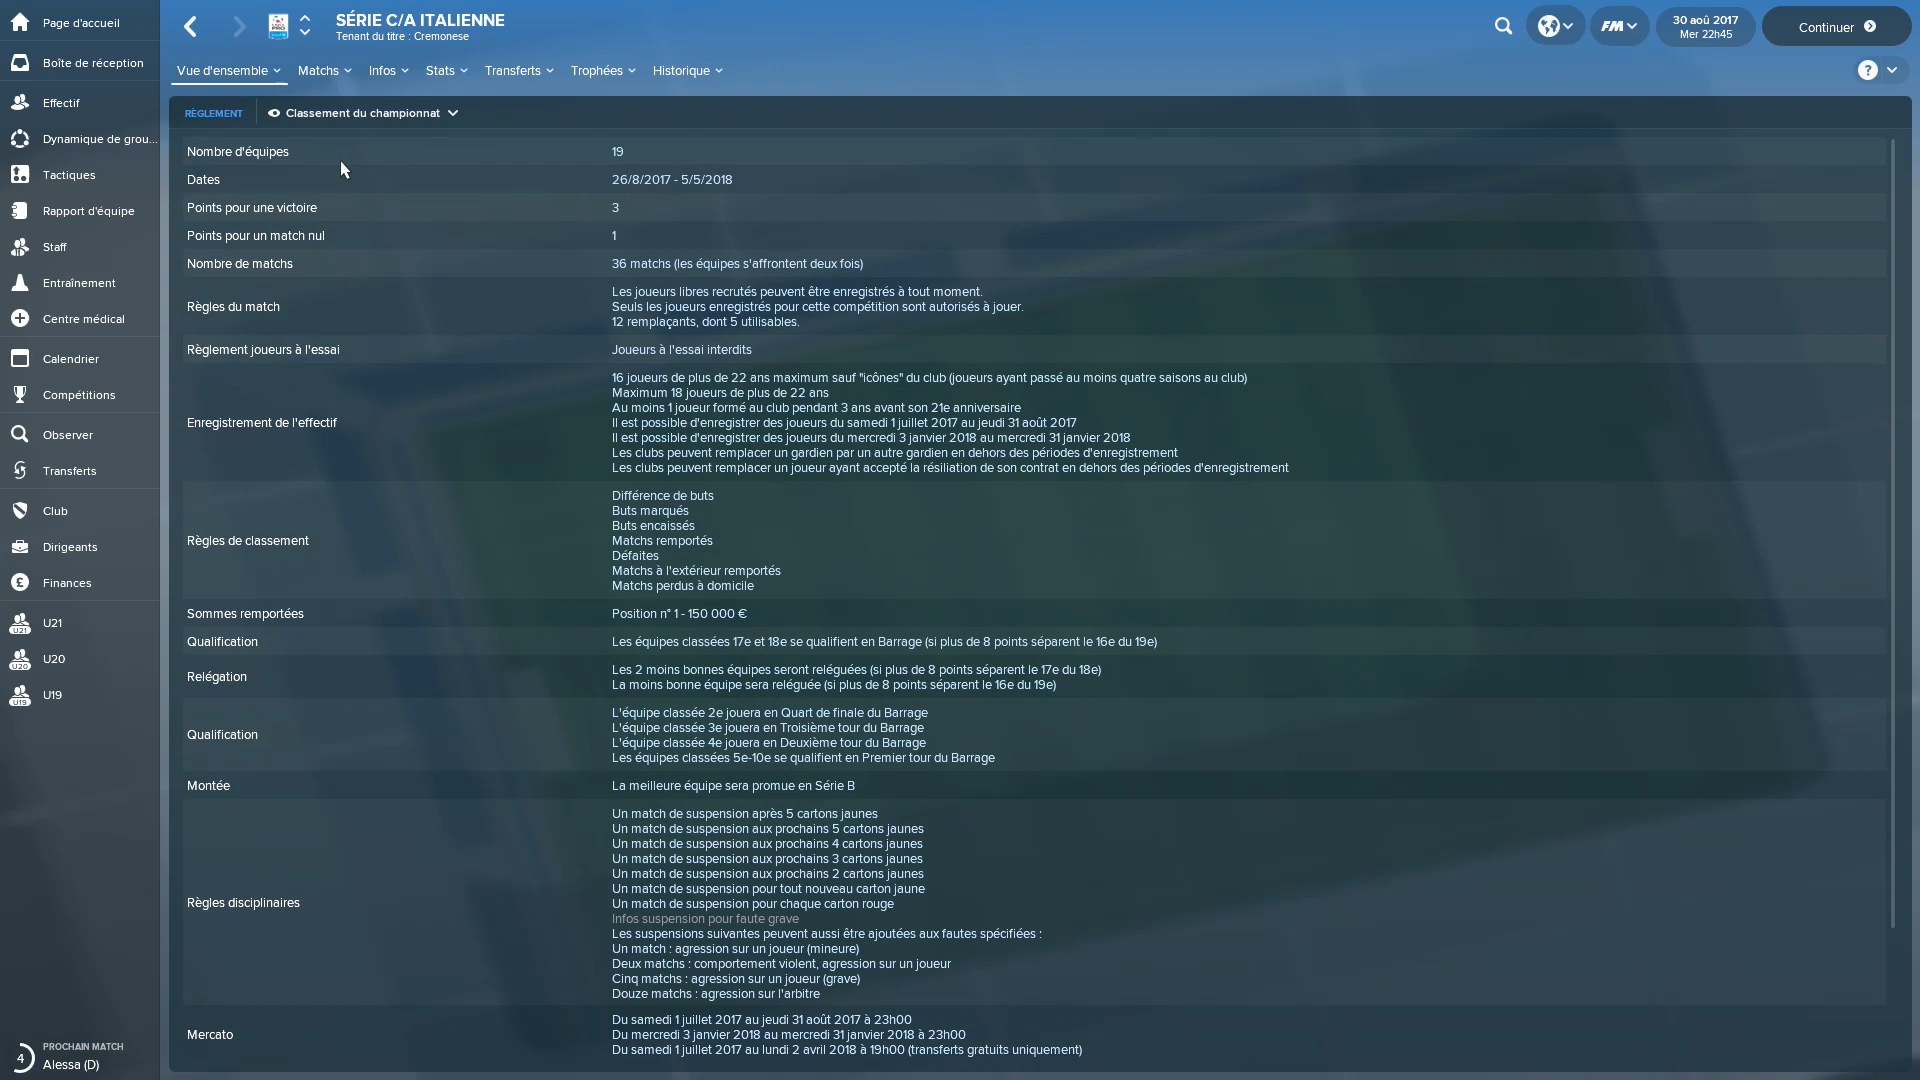 Page d'accueil
Boîte de réception
Effectif
Dynamique de grou...
Tactiques
Rapport d'équipe
Staff
Entraînement
Centre médical
Calendrier
Compétitions
Observer
Transferts
Club
Dirigeants
Finances
U21
U21
U20
U20
U19
U19
4
PROCHAIN MATCH
Alessa (D)
SÉRIE C/A ITALIENNE
Tenant du titre : Cremonese
FM
30 aoû 2017
Mer 22h45
Continuer
Vue d'ensemble
Matchs
Infos
Stats
Transferts
Trophées
Historique
?
RÈGLEMENT
Classement du championnat
Nombre d'équipes
19
Dates
26/8/2017 - 5/5/2018
Points pour une victoire
3
Points pour un match nul
1
Nombre de matchs
36 matchs (les équipes s'affrontent deux fois)
Règles du match
Les joueurs libres recrutés peuvent être enregistrés à tout moment.
Seuls les joueurs enregistrés pour cette compétition sont autorisés à jouer.
12 remplaçants, dont 5 utilisables.
Règlement joueurs à l'essai
Joueurs à l'essai interdits
Enregistrement de l'effectif
16 joueurs de plus de 22 ans maximum sauf "icônes" du club (joueurs ayant passé au moins quatre saisons au club)
Maximum 18 joueurs de plus de 22 ans
Au moins 1 joueur formé au club pendant 3 ans avant son 21e anniversaire
Il est possible d'enregistrer des joueurs du samedi 1 juillet 2017 au jeudi 31 août 2017
Il est possible d'enregistrer des joueurs du mercredi 3 janvier 2018 au mercredi 31 janvier 2018
Les clubs peuvent remplacer un gardien par un autre gardien en dehors des périodes d'enregistrement
Les clubs peuvent remplacer un joueur ayant accepté la résiliation de son contrat en dehors des périodes d'enregistrement
Règles de classement
Différence de buts
Buts marqués
Buts encaissés
Matchs remportés
Défaites
Matchs à l'extérieur remportés
Matchs perdus à domicile
Sommes remportées
Position n° 1 - 150 000 €
Qualification
Les équipes classées 17e et 18e se qualifient en Barrage (si plus de 8 points séparent le 16e du 19e)
Relégation
Les 2 moins bonnes équipes seront reléguées (si plus de 8 points séparent le 17e du 18e)
La moins bonne équipe sera reléguée (si plus de 8 points séparent le 16e du 19e)
Qualification
L'équipe classée 2e jouera en Quart de finale du Barrage
L'équipe classée 3e jouera en Troisième tour du Barrage
L'équipe classée 4e jouera en Deuxième tour du Barrage
Les équipes classées 5e-10e se qualifient en Premier tour du Barrage
Montée
La meilleure équipe sera promue en Série B
Règles disciplinaires
Un match de suspension après 5 cartons jaunes
Un match de suspension aux prochains 5 cartons jaunes
Un match de suspension aux prochains 4 cartons jaunes
Un match de suspension aux prochains 3 cartons jaunes
Un match de suspension aux prochains 2 cartons jaunes
Un match de suspension pour tout nouveau carton jaune
Un match de suspension pour chaque carton rouge
Infos suspension pour faute grave
Les suspensions suivantes peuvent aussi être ajoutées aux fautes spécifiées :
Un match : agression sur un joueur (mineure)
Deux matchs : comportement violent, agression sur un joueur
Cinq matchs : agression sur un joueur (grave)
Douze matchs : agression sur l'arbitre
Mercato
Du samedi 1 juillet 2017 au jeudi 31 août 2017 à 23h00
Du mercredi 3 janvier 2018 au mercredi 31 janvier 2018 à 23h00
Du samedi 1 juillet 2017 au lundi 2 avril 2018 à 19h00 (transferts gratuits uniquement)